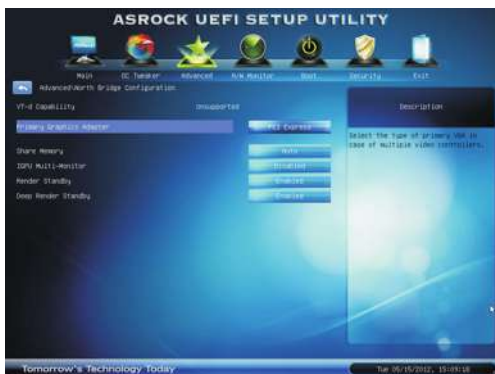 ASROCK UEFI SETUP UTILITY
Main OC Tweaker Advanced H/W Monitor Boot Security Exit
Advanced\North Bridge Configuration
Description
VT-d Capability Unsupported
Primary Graphics Adapter PCI Express
Select the type of primary VGA in
case of multiple video controllers.
Share Memory Auto
IGPU Multi-Monitor Disabled
Render Standby Enabled
Deep Render Standby Enabled
Tomorrow's Technology Today
Tue 05/15/2012, 15:49:16